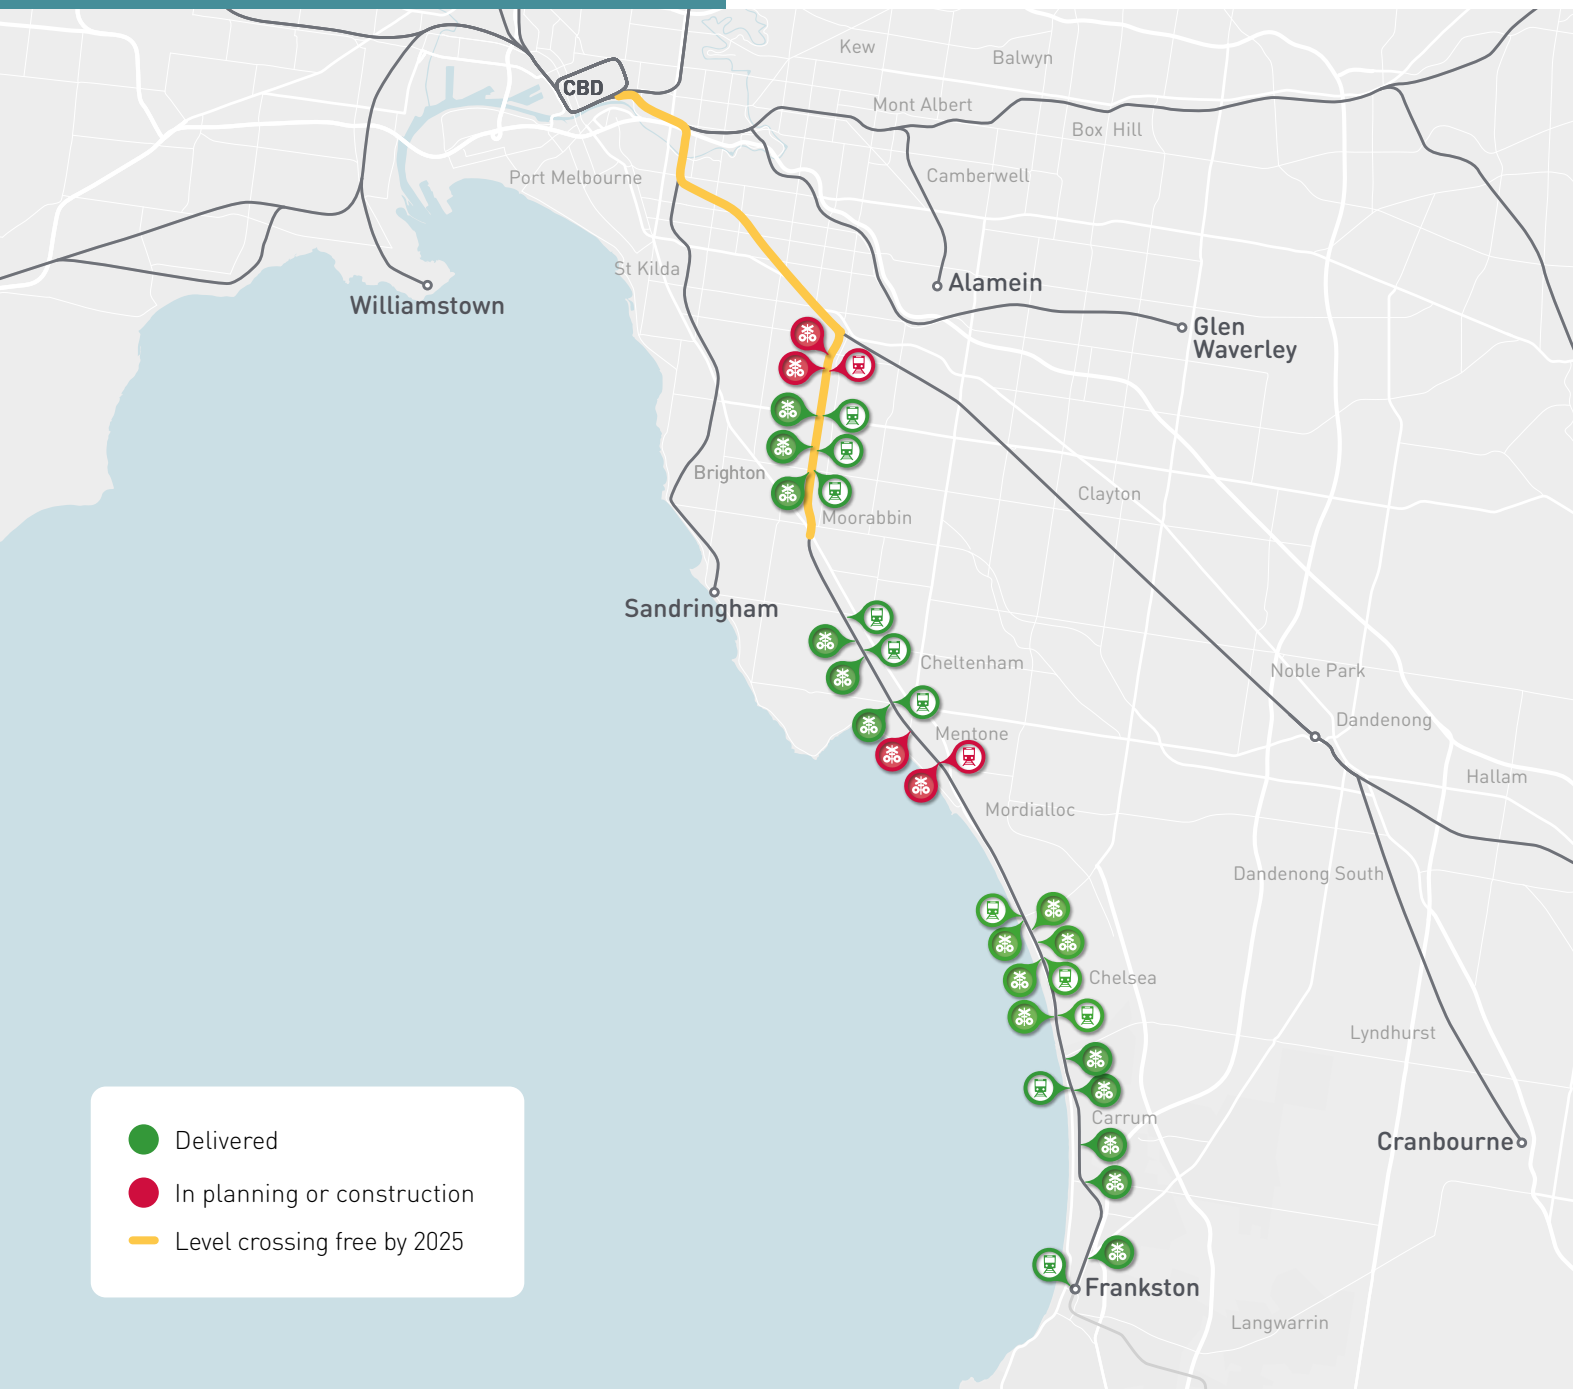 Kew
Balwyn
CBD
Mont Albert
Box Hill
Port Melbourne
Camberwell
St Kilda
Alamein
Williamstown
Glen
Waverley
Brighton
Clayton
Moorabbin
Sandringham
Cheltenham
Noble Park
Dandenong
Mentone
Hallam
Mordialloc
Dandenong South
Chelsea
Lyndhurst
Carrum
Cranbourne
Delivered
In planning or construction
Level crossing free by 2025
Frankston
Langwarrin